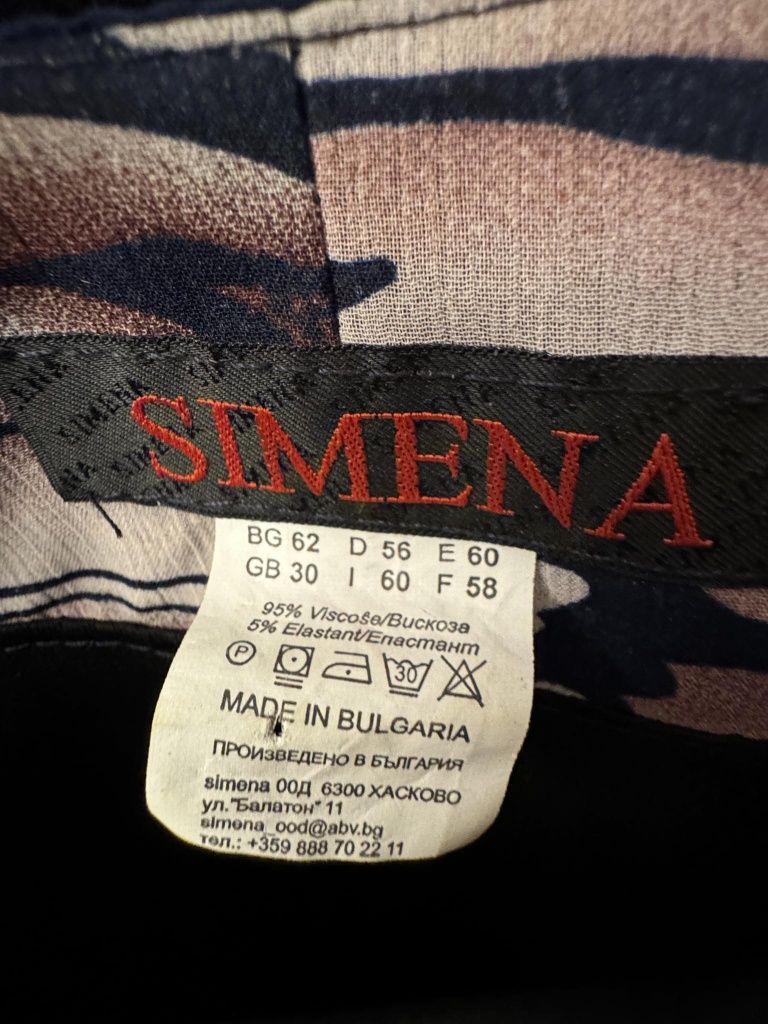 SIMENA
BG 62 D 56 E 60
GB 30 I 60 F 58
95% Viscose/Вискоза
5% Elastant/Еластант
P 30
MADE IN BULGARIA
ПРОИЗВЕДЕНО В БЪЛГАРИЯ
simena ООД 6300 ХАСКОВО
ул."Балатон" 11
simena_ood@abv.bg
тел.: +359 888 70 22 11